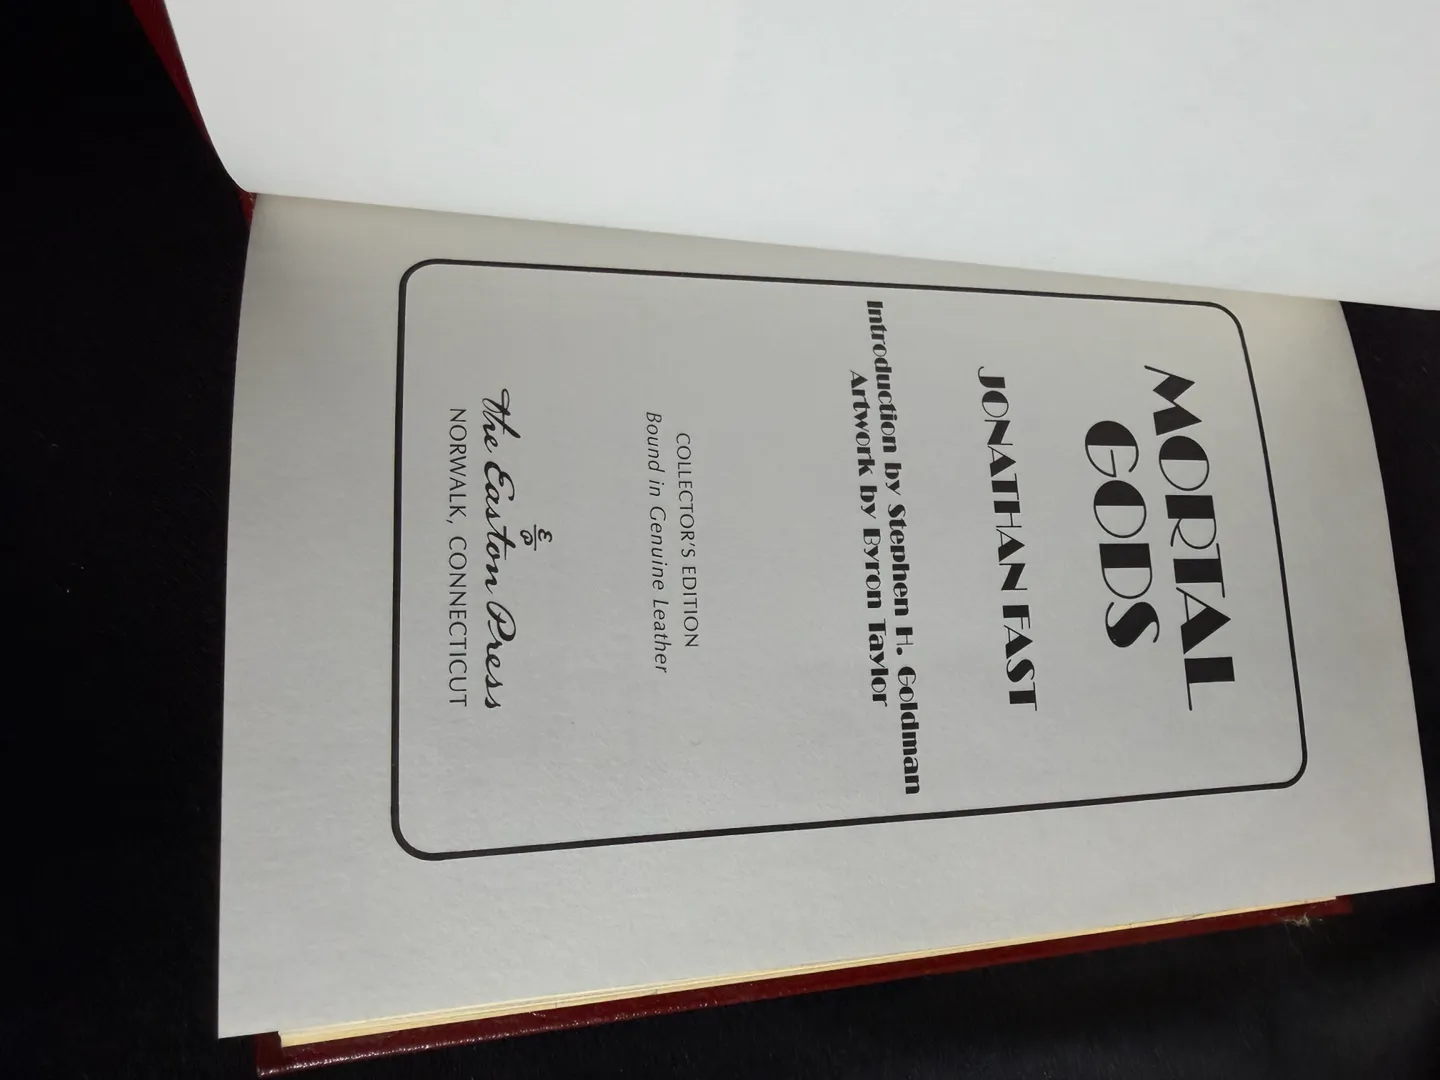 MORTAL
GODS
JONATHAN FAST
Introduction by Stephen H. Goldman
Artwork by Byron Taylor
COLLECTOR'S EDITION
Bound in Genuine Leather
EP
The Easton Press
NORWALK, CONNECTICUT